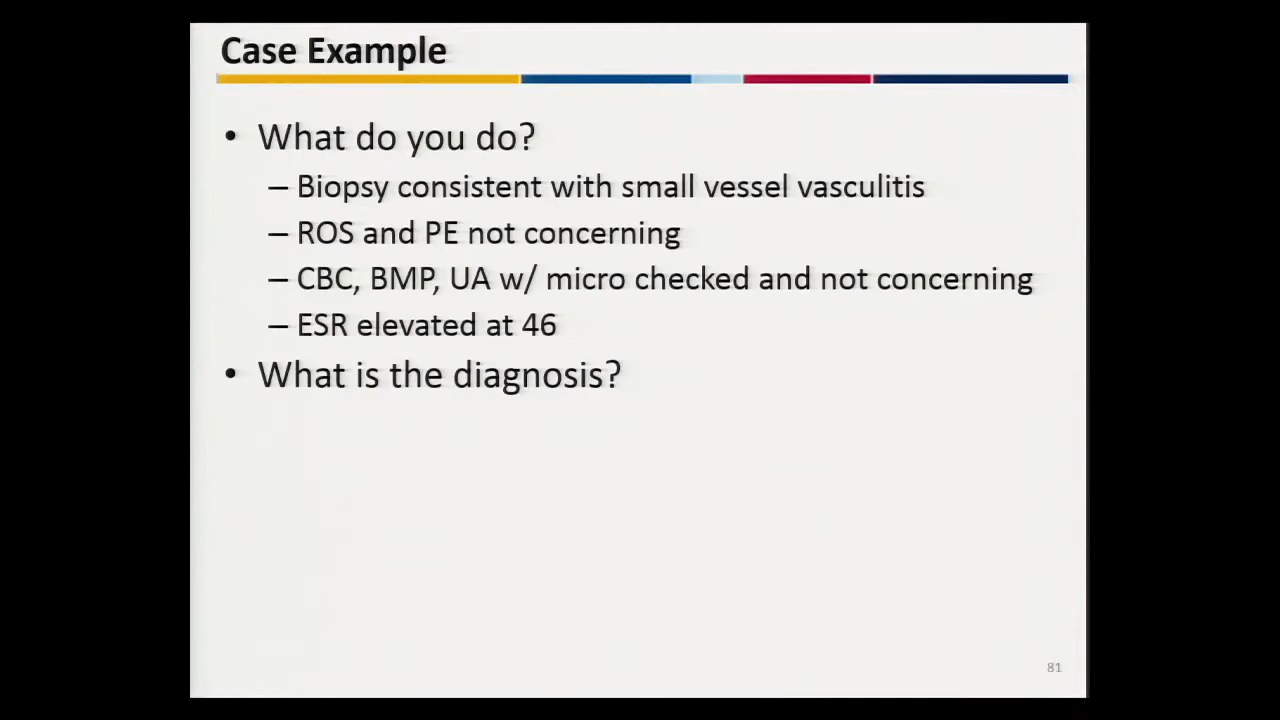 Case Example
• What do you do?
– Biopsy consistent with small vessel vasculitis
– ROS and PE not concerning
– CBC, BMP, UA w/ micro checked and not concerning
– ESR elevated at 46
• What is the diagnosis?
81